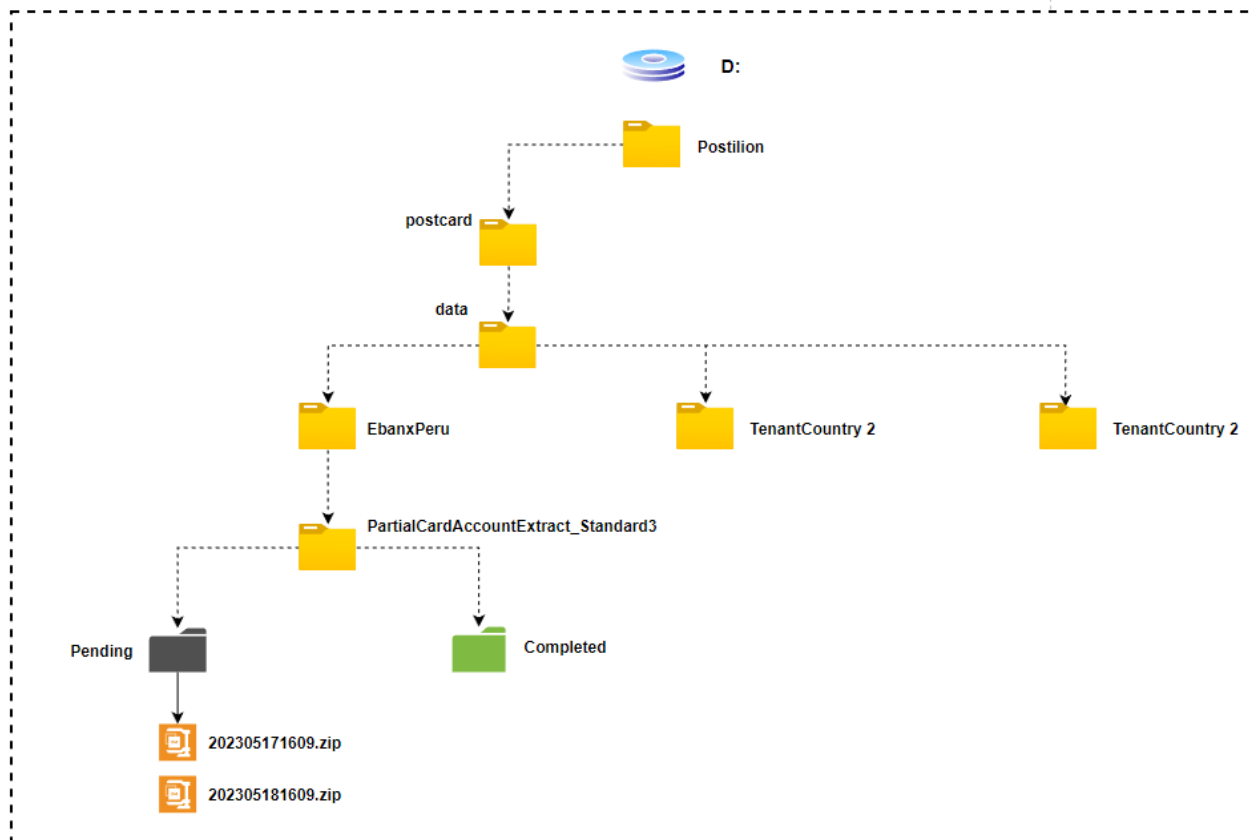 D:
Postilion
postcard
data
EbanxPeru
TenantCountry 2
TenantCountry 2
PartialCardAccountExtract_Standard3
Pending
Completed
202305171609.zip
202305181609.zip